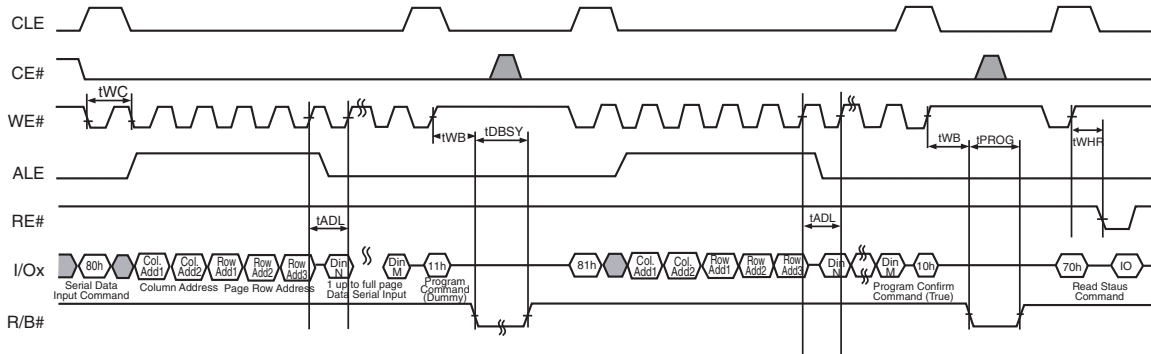 CLE
CE#
tWC
WE#
tWB
tDBSY
tWB
tPROG
tWHR
ALE
RE#
tADL
tADL
I/Ox
80h
Col. Add1
Col. Add2
Row Add1
Row Add2
Row Add3
Din N
Din M
11h
81h
Col. Add1
Col. Add2
Row Add1
Row Add2
Row Add3
Din N
Din M
10h
70h
IO
Serial Data
Input Command
Column Address
Page Row Address
1 up to full page
Data Serial Input
Program
Command
(Dummy)
Program Confirm
Command (True)
Read Staus
Command
R/B#